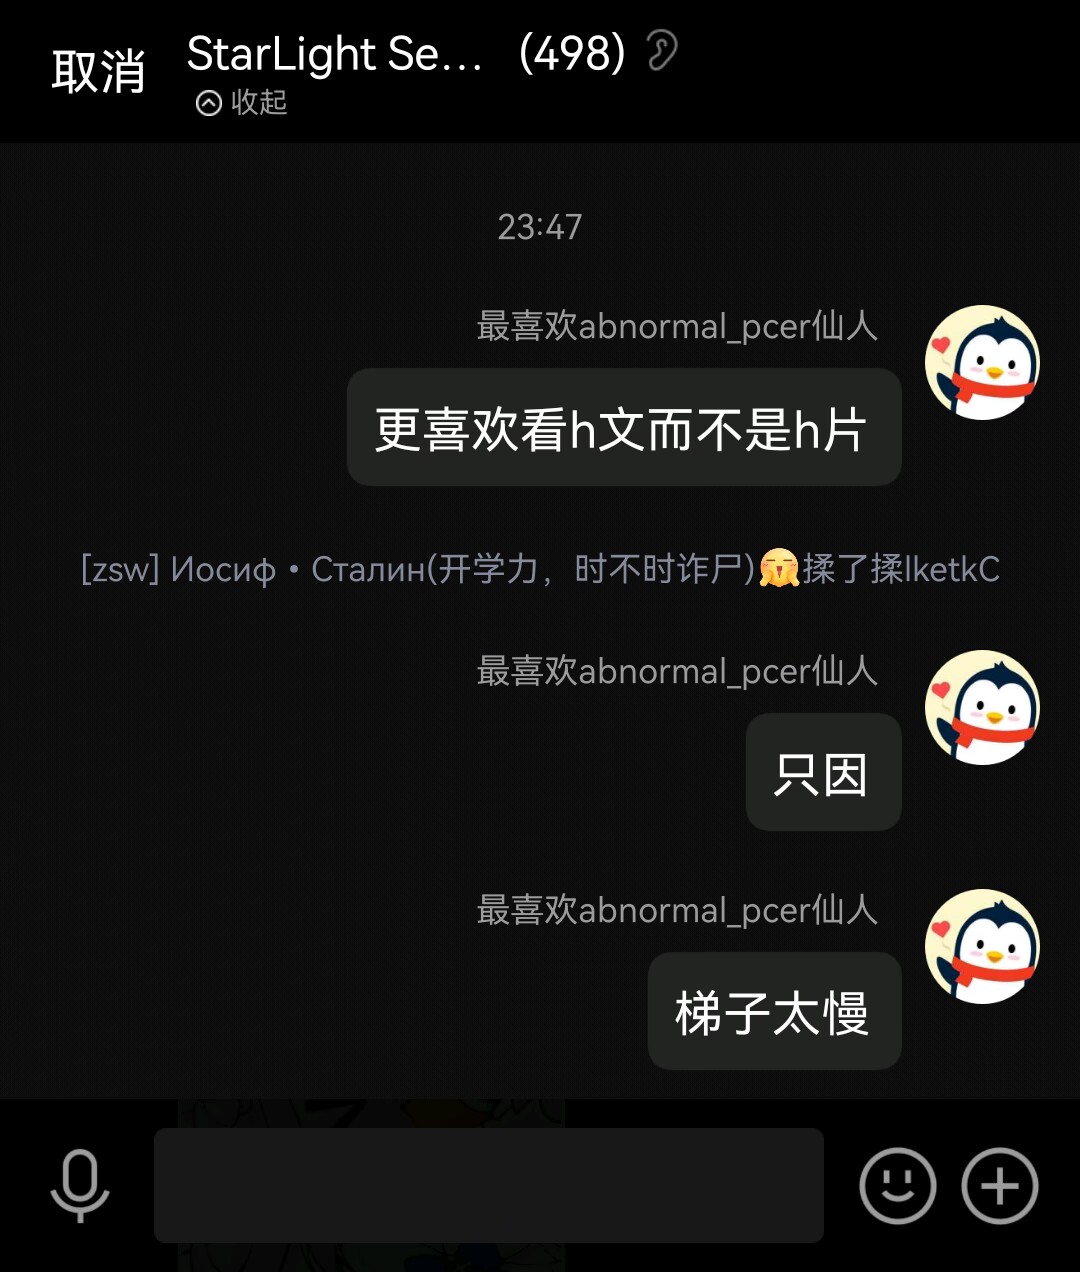 取消
StarLight Se... (498)
收起
23:47
最喜欢abnormal_pcer仙人
更喜欢看h文而不是h片
[zsw] Иосиф·Сталин(开学力，时不时诈尸)揉了揉lketkC
最喜欢abnormal_pcer仙人
只因
最喜欢abnormal_pcer仙人
梯子太慢